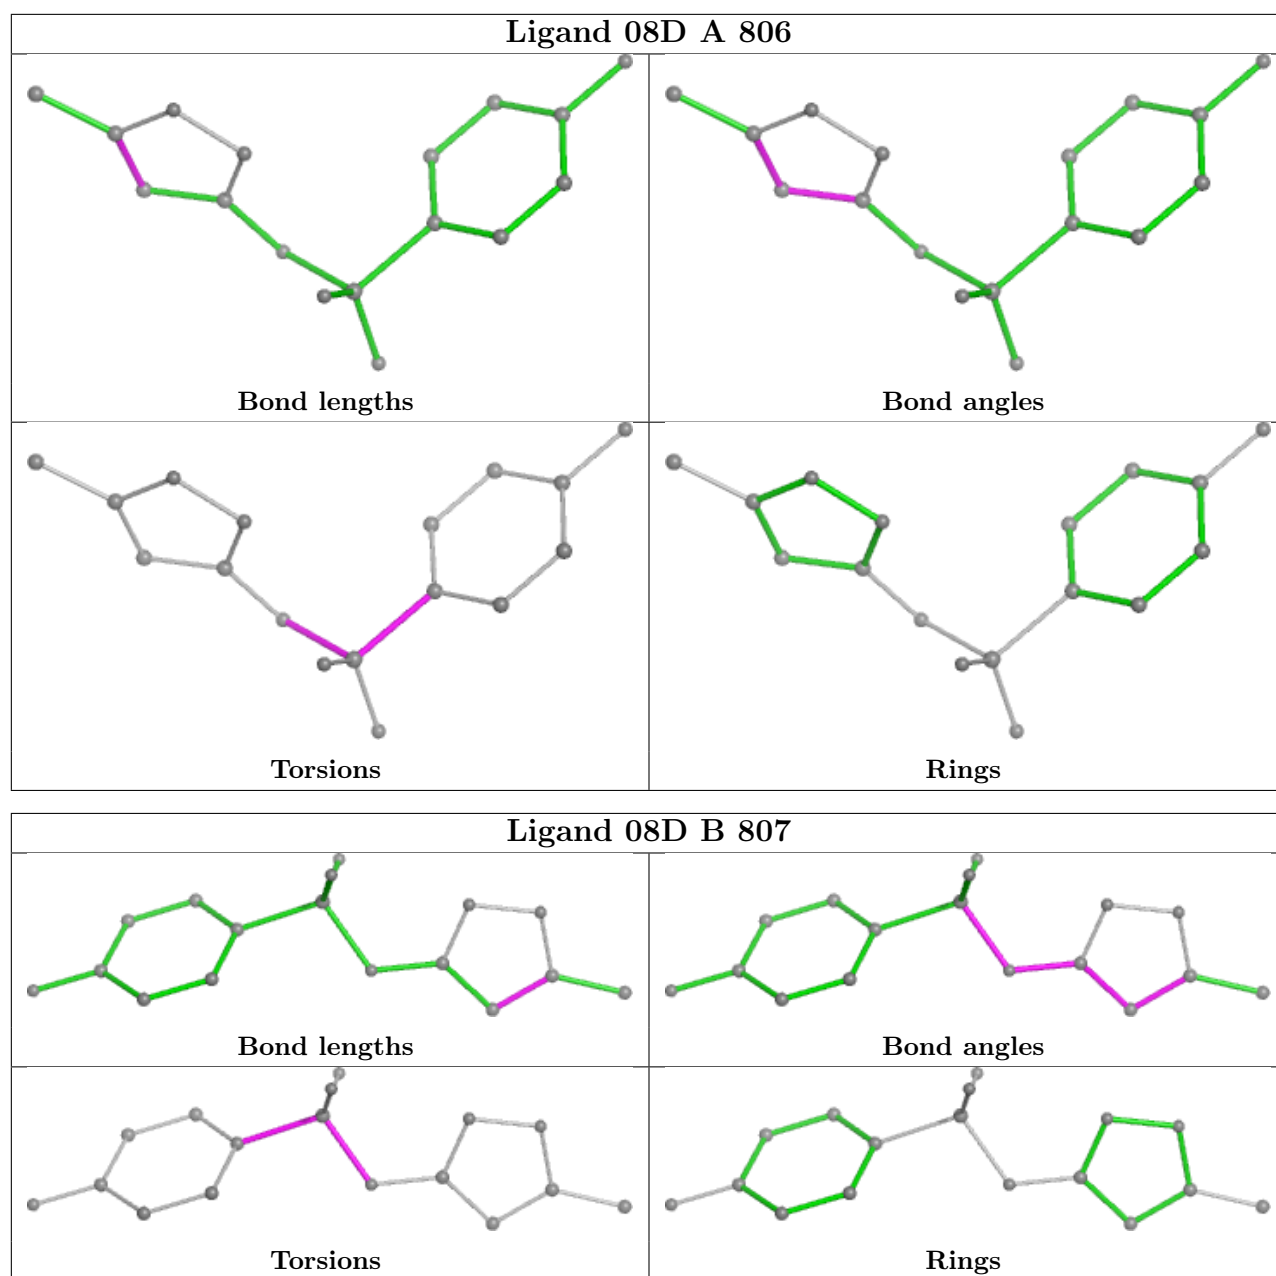 Ligand 08D A 806
Bond lengths
Bond angles
Torsions
Rings
Ligand 08D B 807
Bond lengths
Bond angles
Torsions
Rings